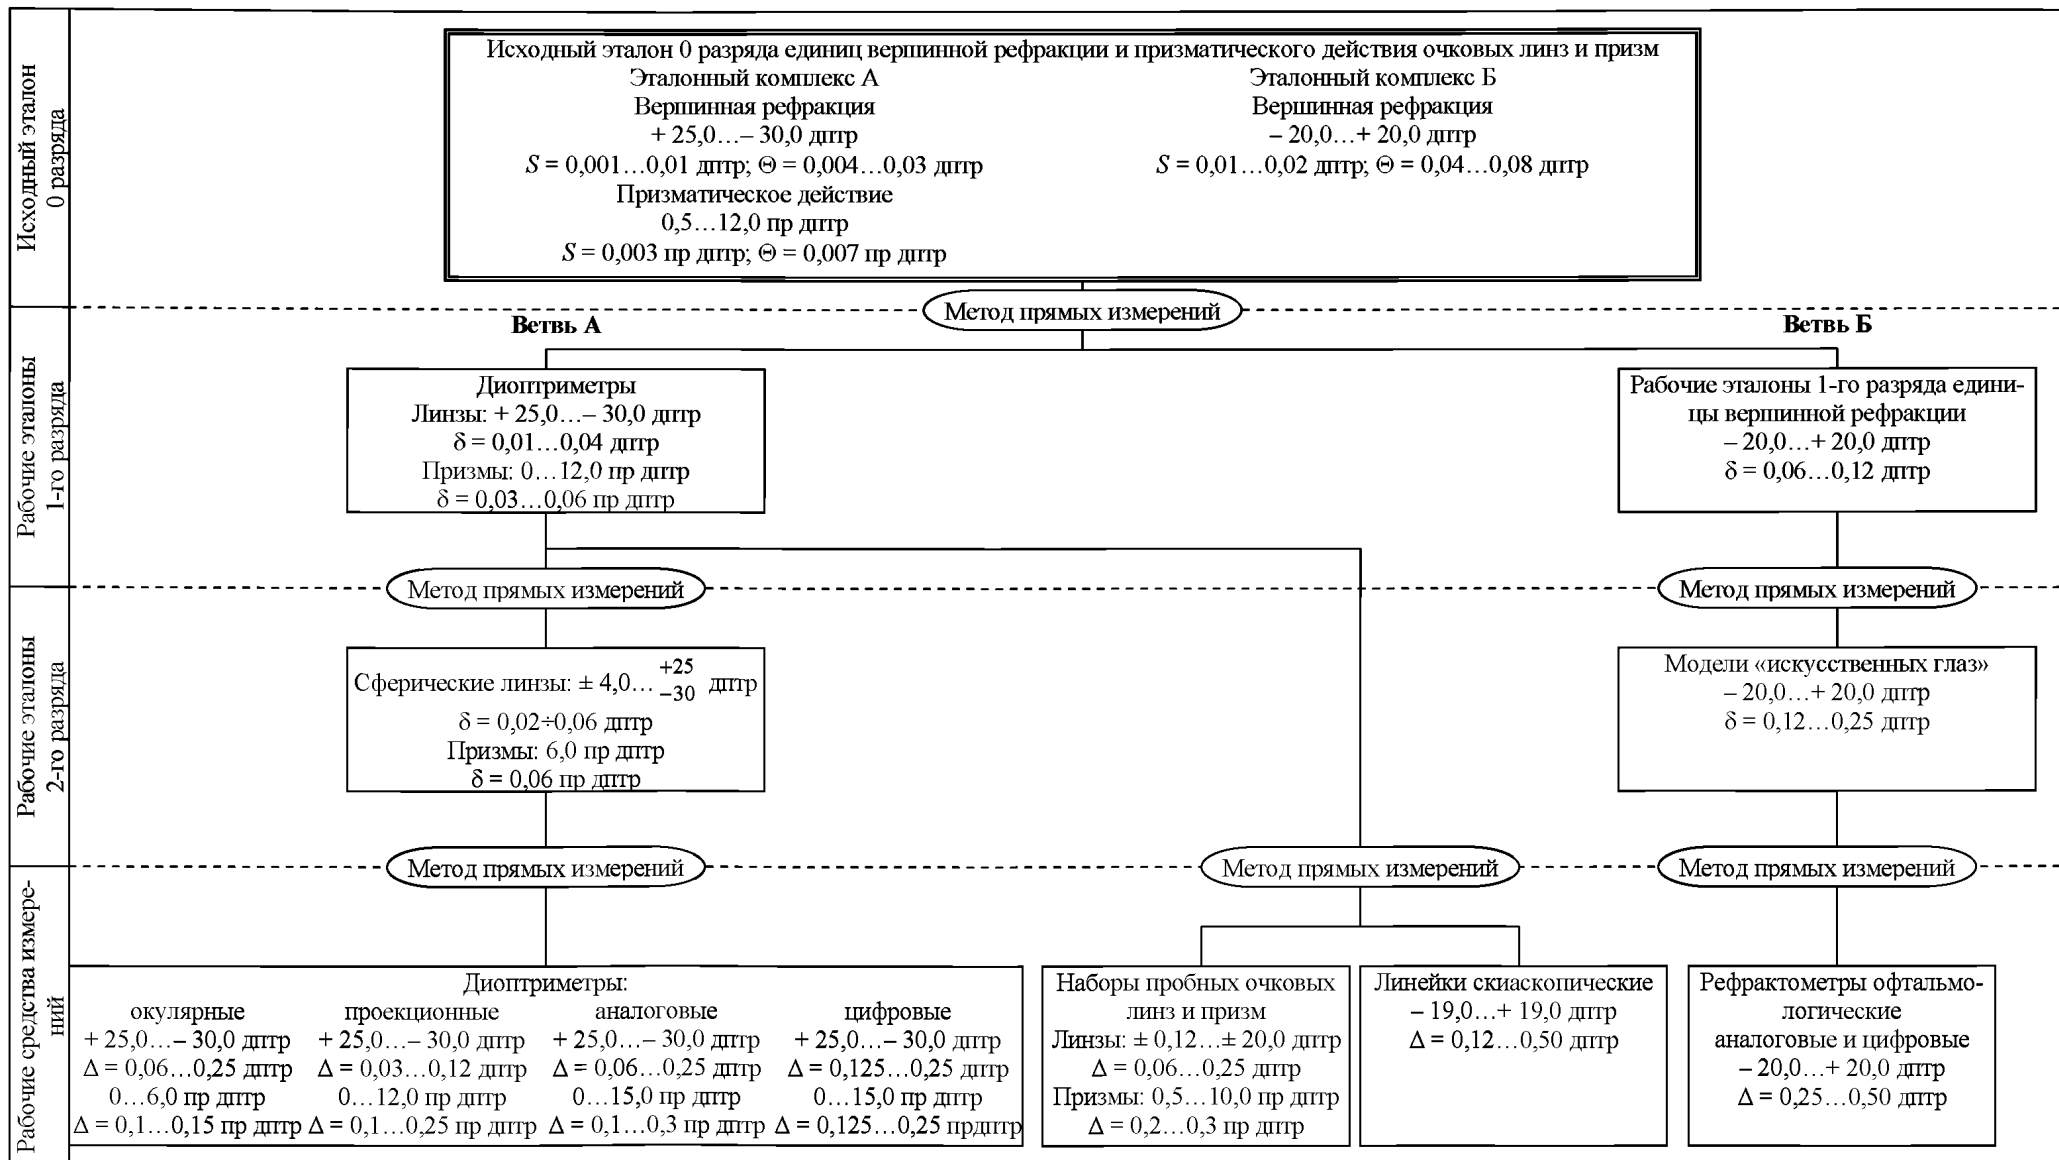 Исходный эталон
0 разряда
Исходный эталон 0 разряда единиц вершинной рефракции и призматического действия очковых линз и призм
Эталонный комплекс А
Вершинная рефракция
+ 25,0…– 30,0 дптр
S = 0,001…0,01 дптр; Θ = 0,004…0,03 дптр
Призматическое действие
0,5…12,0 пр дптр
S = 0,003 пр дптр; Θ = 0,007 пр дптр
Эталонный комплекс Б
Вершинная рефракция
– 20,0…+ 20,0 дптр
S = 0,01…0,02 дптр; Θ = 0,04…0,08 дптр
Метод прямых измерений
Ветвь А
Ветвь Б
Рабочие эталоны
1-го разряда
Диоптриметры
Линзы: + 25,0…– 30,0 дптр
δ = 0,01…0,04 дптр
Призмы: 0…12,0 пр дптр
δ = 0,03…0,06 пр дптр
Рабочие эталоны 1-го разряда едини-
цы вершинной рефракции
– 20,0…+ 20,0 дптр
δ = 0,06…0,12 дптр
Метод прямых измерений
Метод прямых измерений
Рабочие эталоны
2-го разряда
Сферические линзы: ± 4,0… +25 –30 дптр
δ = 0,02÷0,06 дптр
Призмы: 6,0 пр дптр
δ = 0,06 пр дптр
Модели «искусственных глаз»
– 20,0…+ 20,0 дптр
δ = 0,12…0,25 дптр
Метод прямых измерений
Метод прямых измерений
Метод прямых измерений
Рабочие средства измере-
ний
Диоптриметры:
окулярные
+ 25,0…– 30,0 дптр
Δ = 0,06…0,25 дптр
0…6,0 пр дптр
Δ = 0,1…0,15 пр дптр
проекционные
+ 25,0…– 30,0 дптр
Δ = 0,03…0,12 дптр
0…12,0 пр дптр
Δ = 0,1…0,25 пр дптр
аналоговые
+ 25,0…– 30,0 дптр
Δ = 0,06…0,25 дптр
0…15,0 пр дптр
Δ = 0,1…0,3 пр дптр
цифровые
+ 25,0…– 30,0 дптр
Δ = 0,125…0,25 дптр
0…15,0 пр дптр
Δ = 0,125…0,25 прдптр
Наборы пробных очковых
линз и призм
Линзы: ± 0,12…± 20,0 дптр
Δ = 0,06…0,25 дптр
Призмы: 0,5…10,0 пр дптр
Δ = 0,2…0,3 пр дптр
Линейки скиаскопические
– 19,0…+ 19,0 дптр
Δ = 0,12…0,50 дптр
Рефрактометры офтальмо-
логические
аналоговые и цифровые
– 20,0…+ 20,0 дптр
Δ = 0,25…0,50 дптр